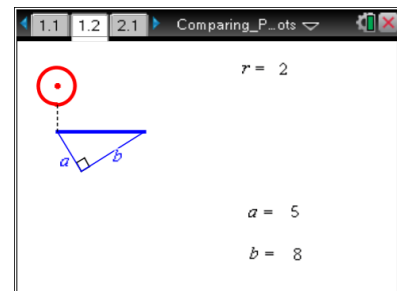 1.1 1.2 2.1 Comparing_P...ots
r = 2
a b
a = 5
b = 8